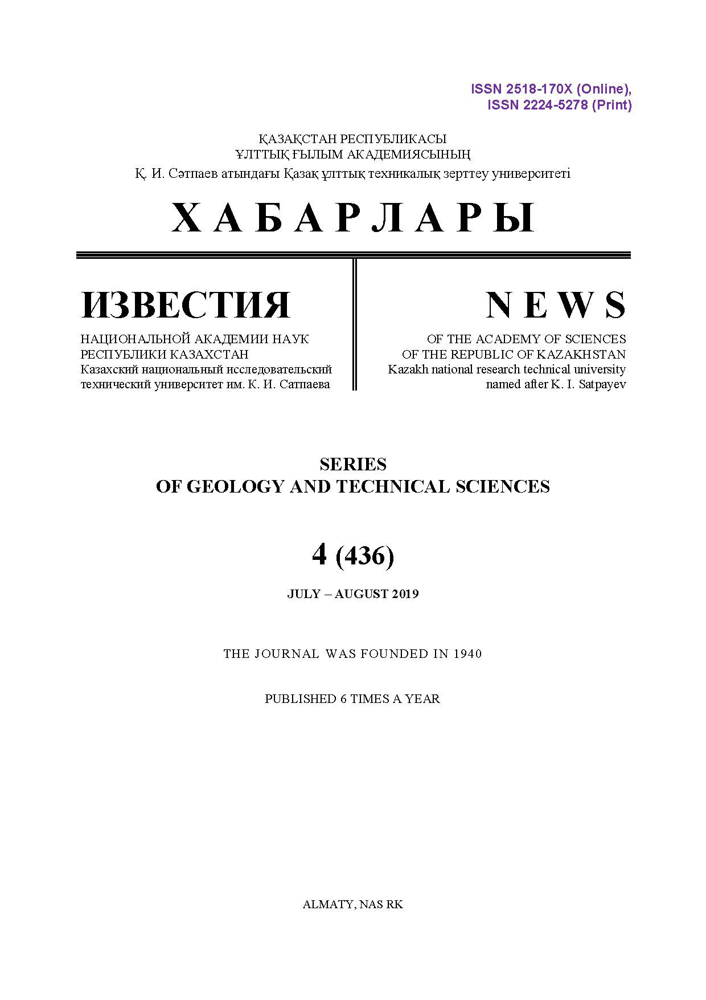 ISSN 2518-170X (Online),
ISSN 2224-5278 (Print)
ҚАЗАҚСТАН РЕСПУБЛИКАСЫ
ҰЛТТЫҚ ҒЫЛЫМ АКАДЕМИЯСЫНЫҢ
Қ. И. Сәтпаев атындағы Қазақ ұлттық техникалық зерттеу университеті
Х А Б А Р Л А Р Ы
ИЗВЕСТИЯ
НАЦИОНАЛЬНОЙ АКАДЕМИИ НАУК
РЕСПУБЛИКИ КАЗАХСТАН
Казахский национальный исследовательский
технический университет им. К. И. Сатпаева
N E W S
OF THE ACADEMY OF SCIENCES
OF THE REPUBLIC OF KAZAKHSTAN
Kazakh national research technical university
named after K. I. Satpayev
SERIES
OF GEOLOGY AND TECHNICAL SCIENCES
4 (436)
JULY – AUGUST 2019
THE JOURNAL WAS FOUNDED IN 1940
PUBLISHED 6 TIMES A YEAR
ALMATY, NAS RK